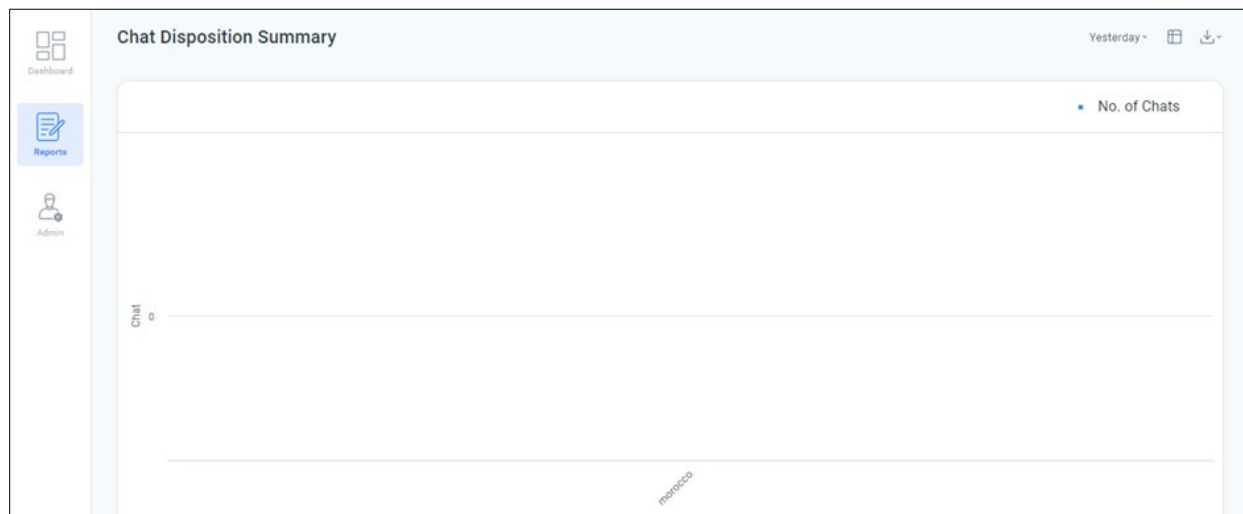 Chat Disposition Summary
Yesterday
Dashboard
Reports
Admin
No. of Chats
Chat
0
morocco